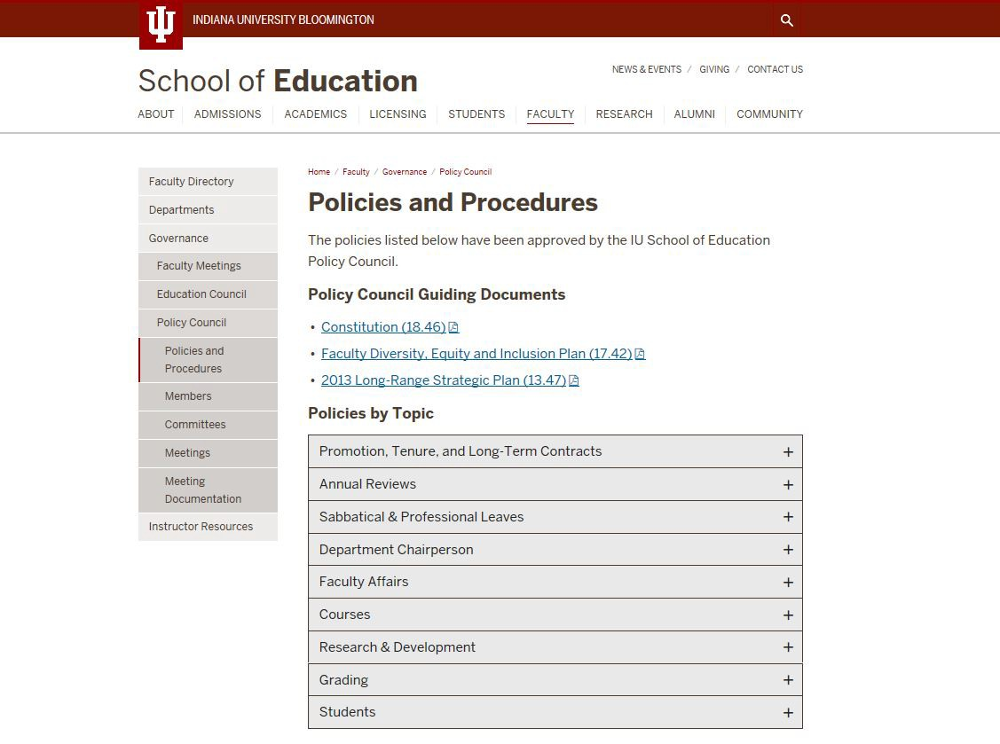 INDIANA UNIVERSITY BLOOMINGTON
NEWS & EVENTS / GIVING / CONTACT US
School of Education
ABOUT ADMISSIONS ACADEMICS LICENSING STUDENTS FACULTY RESEARCH ALUMNI COMMUNITY
Faculty Directory
Departments
Governance
Faculty Meetings
Education Council
Policy Council
Policies and
Procedures
Members
Committees
Meetings
Meeting
Documentation
Instructor Resources
Home / Faculty / Governance / Policy Council
Policies and Procedures
The policies listed below have been approved by the IU School of Education
Policy Council.
Policy Council Guiding Documents
• Constitution (18.46)
• Faculty Diversity, Equity and Inclusion Plan (17.42)
• 2013 Long-Range Strategic Plan (13.47)
Policies by Topic
Promotion, Tenure, and Long-Term Contracts +
Annual Reviews +
Sabbatical & Professional Leaves +
Department Chairperson +
Faculty Affairs +
Courses +
Research & Development +
Grading +
Students +